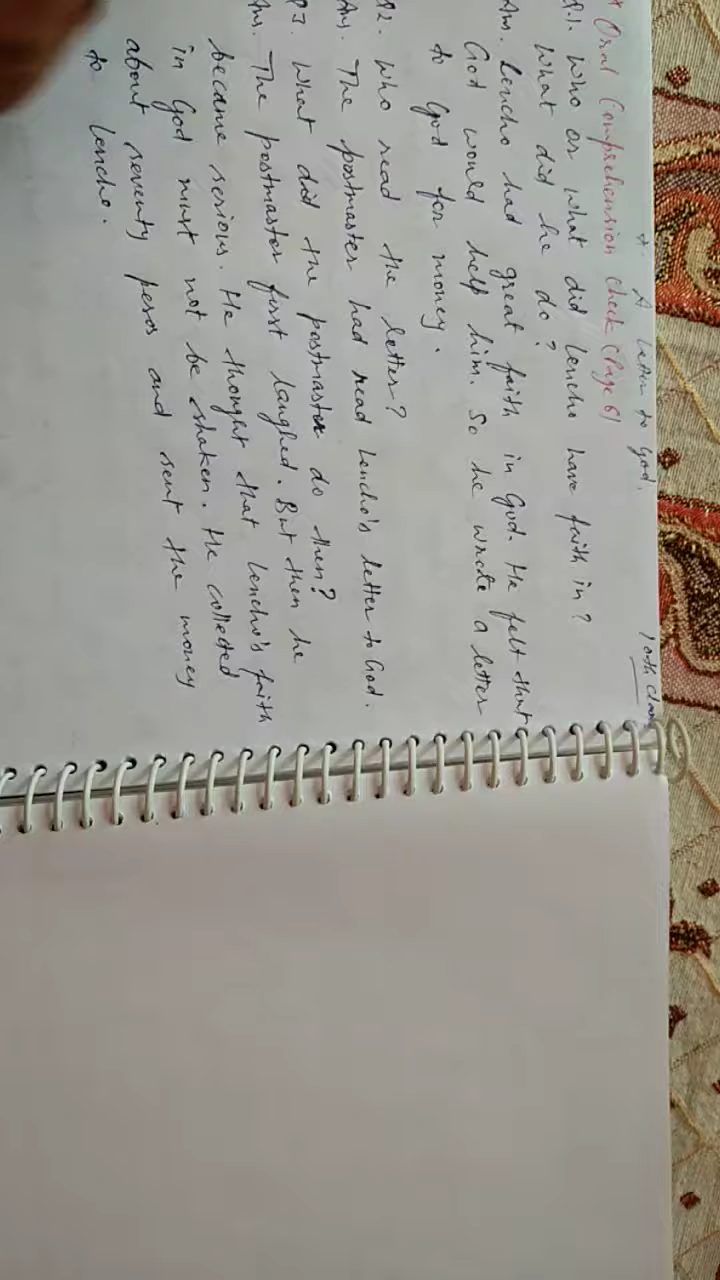 * A letter to God. 10th class
* Oral Comprehension Check (Page 6)
Q.1. Who or what did Lencho have faith in?
What did he do?
Ans. Lencho had great faith in God. He felt that
God would help him. So he wrote a letter
to God for money.
Q2. Who read the letter?
Ans. The postmaster had read Lencho's letter to God.
Q3. What did the postmaster do then?
Ans. The postmaster first laughed. But then he
became serious. He thought that Lencho's faith
in God must not be shaken. He collected
about seventy pesos and sent the money
to Lencho.